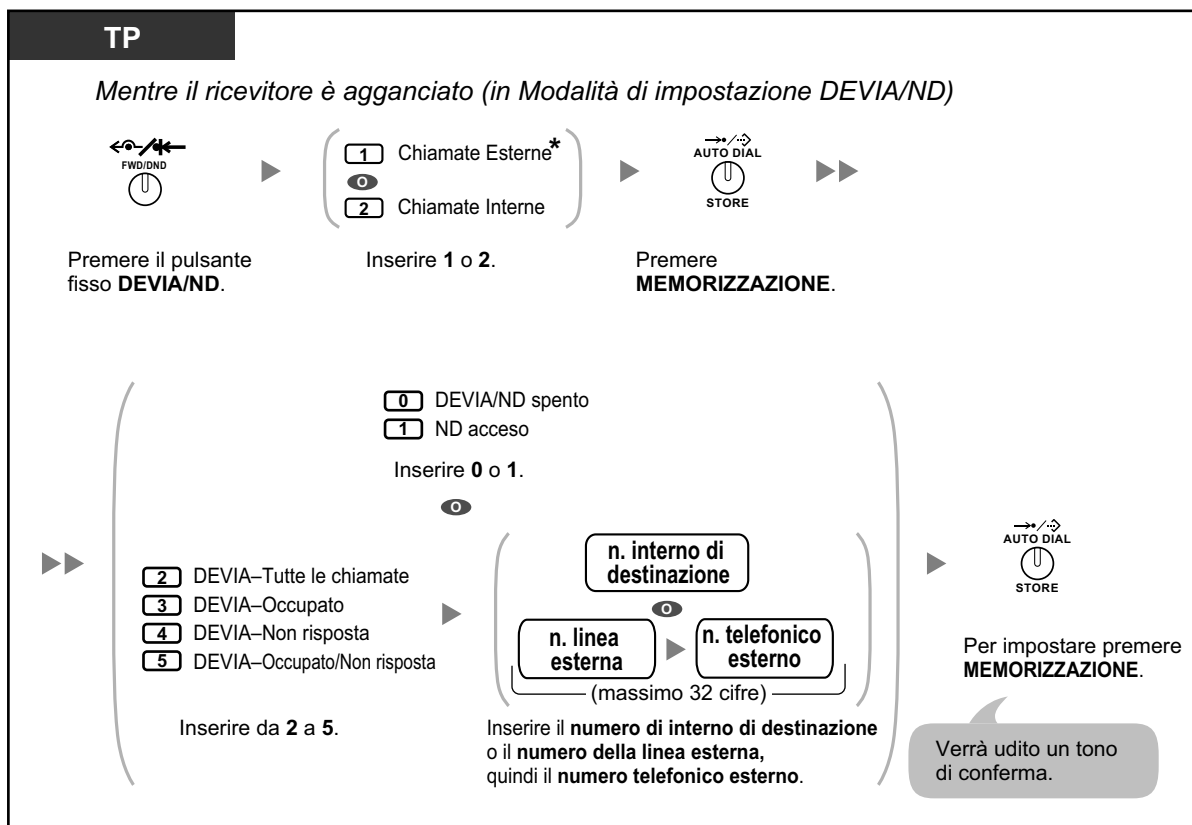 TP
Mentre il ricevitore è agganciato (in Modalità di impostazione DEVIA/ND)
FWD/DND
1 Chiamate Esterne*
O
2 Chiamate Interne
AUTO DIAL
STORE
Premere il pulsante
fisso DEVIA/ND.
Inserire 1 o 2.
Premere
MEMORIZZAZIONE.
0 DEVIA/ND spento
1 ND acceso
Inserire 0 o 1.
O
2 DEVIA–Tutte le chiamate
3 DEVIA–Occupato
4 DEVIA–Non risposta
5 DEVIA–Occupato/Non risposta
Inserire da 2 a 5.
n. interno di
destinazione
O
n. linea
esterna
n. telefonico
esterno
(massimo 32 cifre)
Inserire il numero di interno di destinazione
o il numero della linea esterna,
quindi il numero telefonico esterno.
AUTO DIAL
STORE
Per impostare premere
MEMORIZZAZIONE.
Verrà udito un tono
di conferma.